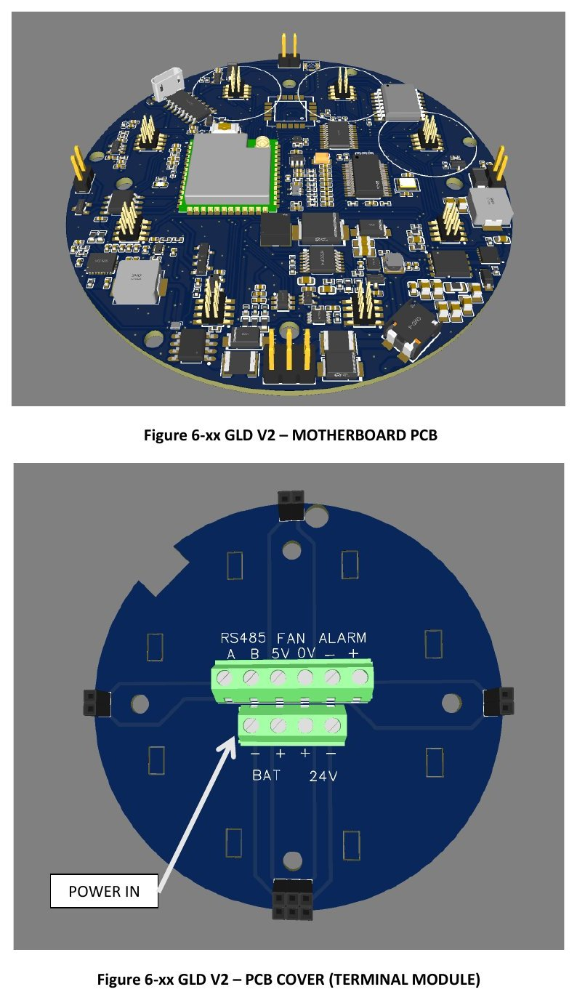 Figure 6-xx GLD V2 – MOTHERBOARD PCB
RS485 FAN ALARM
A B 5V 0V – +
– + + –
BAT 24V
POWER IN
Figure 6-xx GLD V2 – PCB COVER (TERMINAL MODULE)